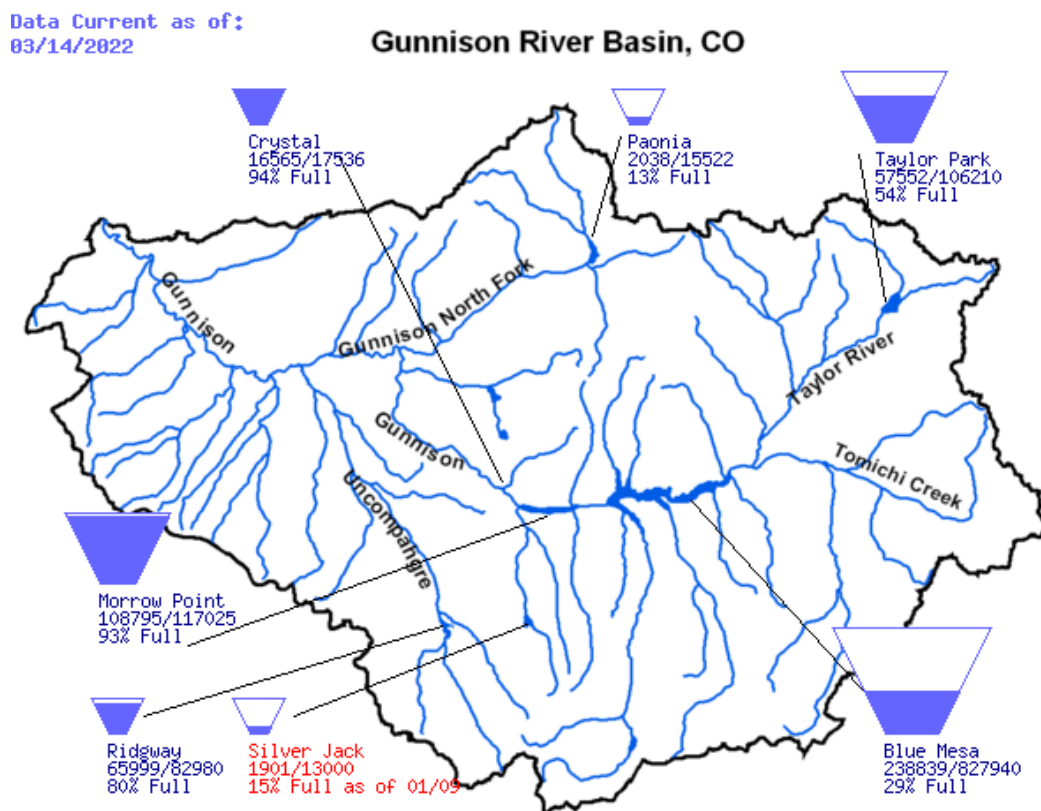 Data Current as of:
03/14/2022
Gunnison River Basin, CO
Crystal
16565/17536
94% Full
Paonia
2038/15522
13% Full
Taylor Park
57552/106210
54% Full
Gunnison
Gunnison North Fork
Taylor River
Gunnison
Tomichi Creek
Uncompahgre
Morrow Point
108795/117025
93% Full
Ridgway
65999/82980
80% Full
Silver Jack
1901/13000
15% Full as of 01/09
Blue Mesa
238839/827940
29% Full